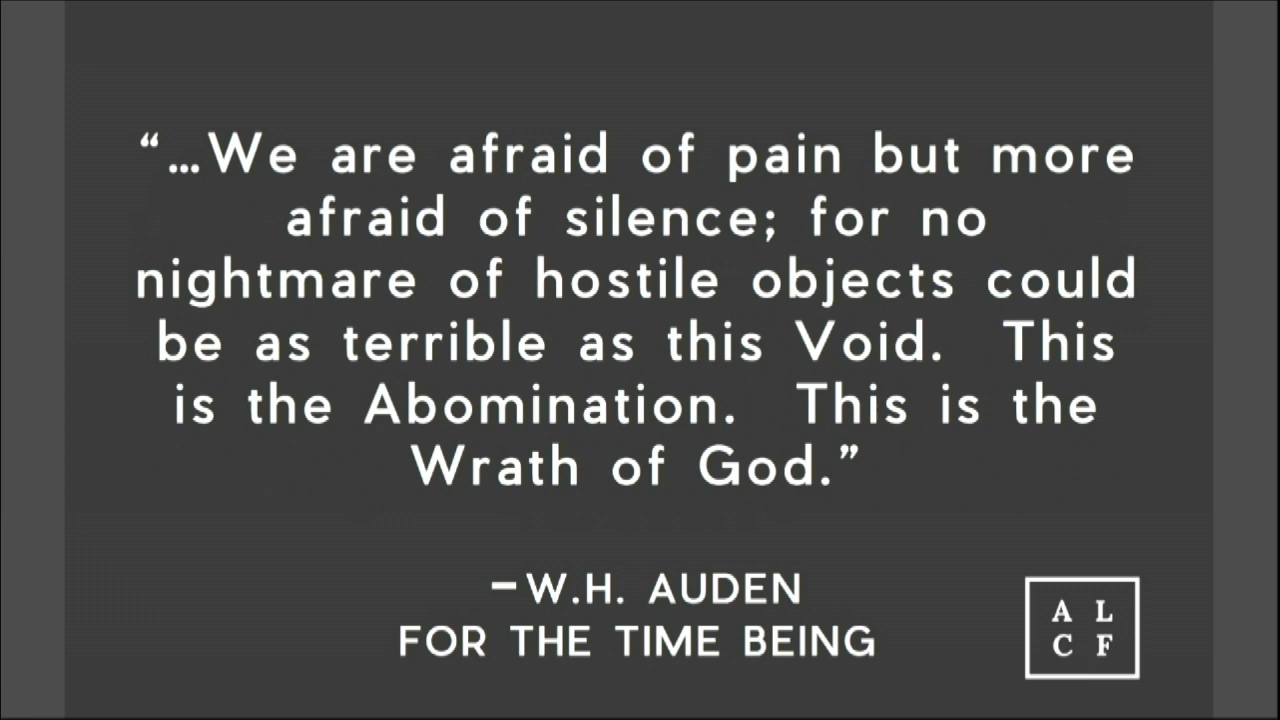 “…We are afraid of pain but more
afraid of silence; for no
nightmare of hostile objects could
be as terrible as this Void. This
is the Abomination. This is the
Wrath of God.”
–W.H. AUDEN
FOR THE TIME BEING
A L
C F